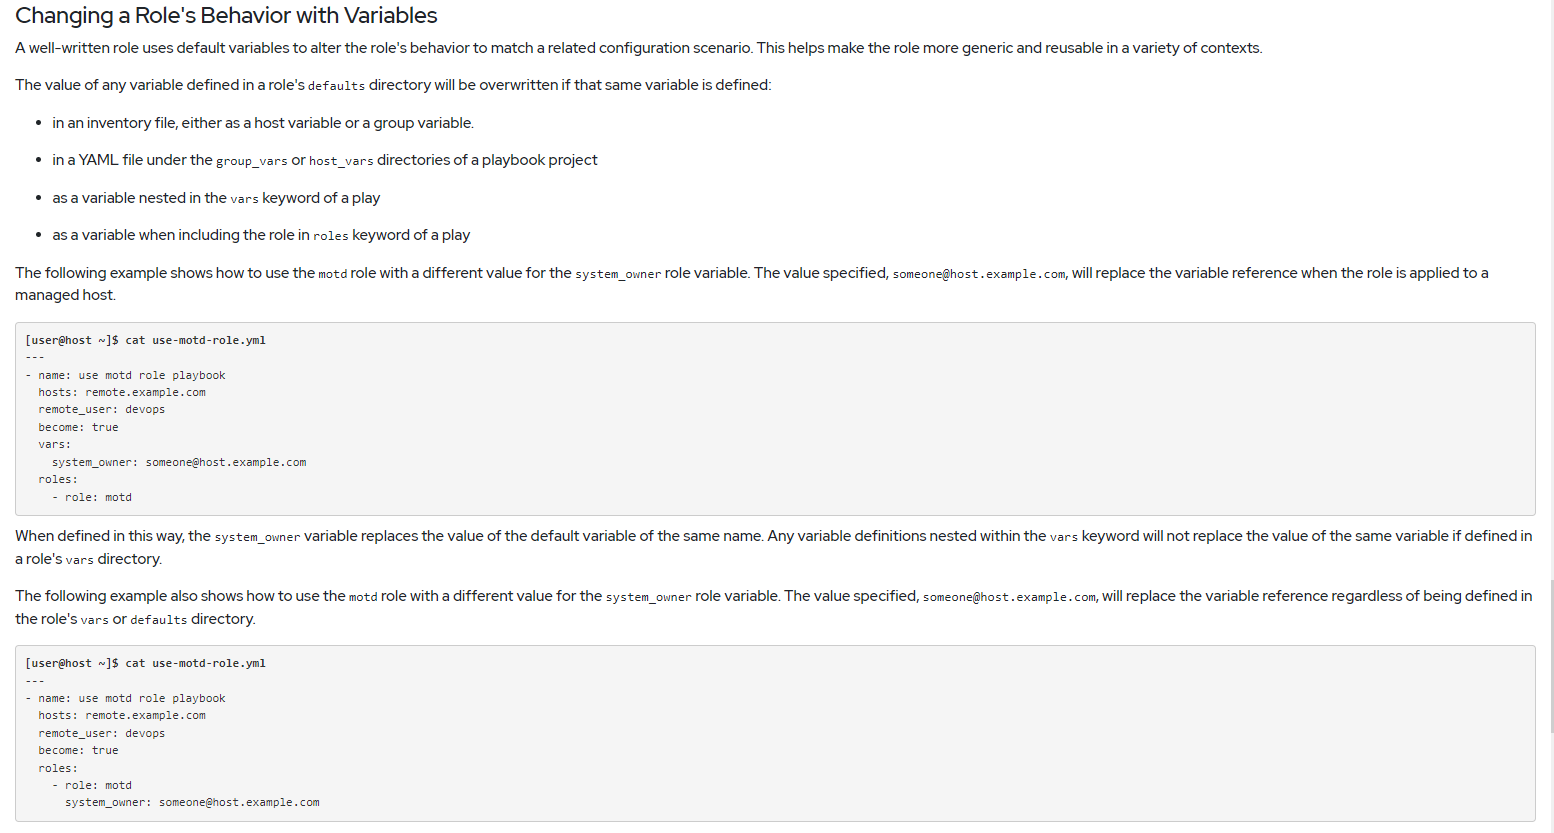 Changing a Role's Behavior with Variables
A well-written role uses default variables to alter the role's behavior to match a related configuration scenario. This helps make the role more generic and reusable in a variety of contexts.
The value of any variable defined in a role's defaults directory will be overwritten if that same variable is defined:
• in an inventory file, either as a host variable or a group variable.
• in a YAML file under the group_vars or host_vars directories of a playbook project
• as a variable nested in the vars keyword of a play
• as a variable when including the role in roles keyword of a play
The following example shows how to use the motd role with a different value for the system_owner role variable. The value specified, someone@host.example.com, will replace the variable reference when the role is applied to a
managed host.
[user@host ~]$ cat use-motd-role.yml
---
- name: use motd role playbook
  hosts: remote.example.com
  remote_user: devops
  become: true
  vars:
    system_owner: someone@host.example.com
  roles:
    - role: motd
When defined in this way, the system_owner variable replaces the value of the default variable of the same name. Any variable definitions nested within the vars keyword will not replace the value of the same variable if defined in
a role's vars directory.
The following example also shows how to use the motd role with a different value for the system_owner role variable. The value specified, someone@host.example.com, will replace the variable reference regardless of being defined in
the role's vars or defaults directory.
[user@host ~]$ cat use-motd-role.yml
---
- name: use motd role playbook
  hosts: remote.example.com
  remote_user: devops
  become: true
  roles:
    - role: motd
      system_owner: someone@host.example.com